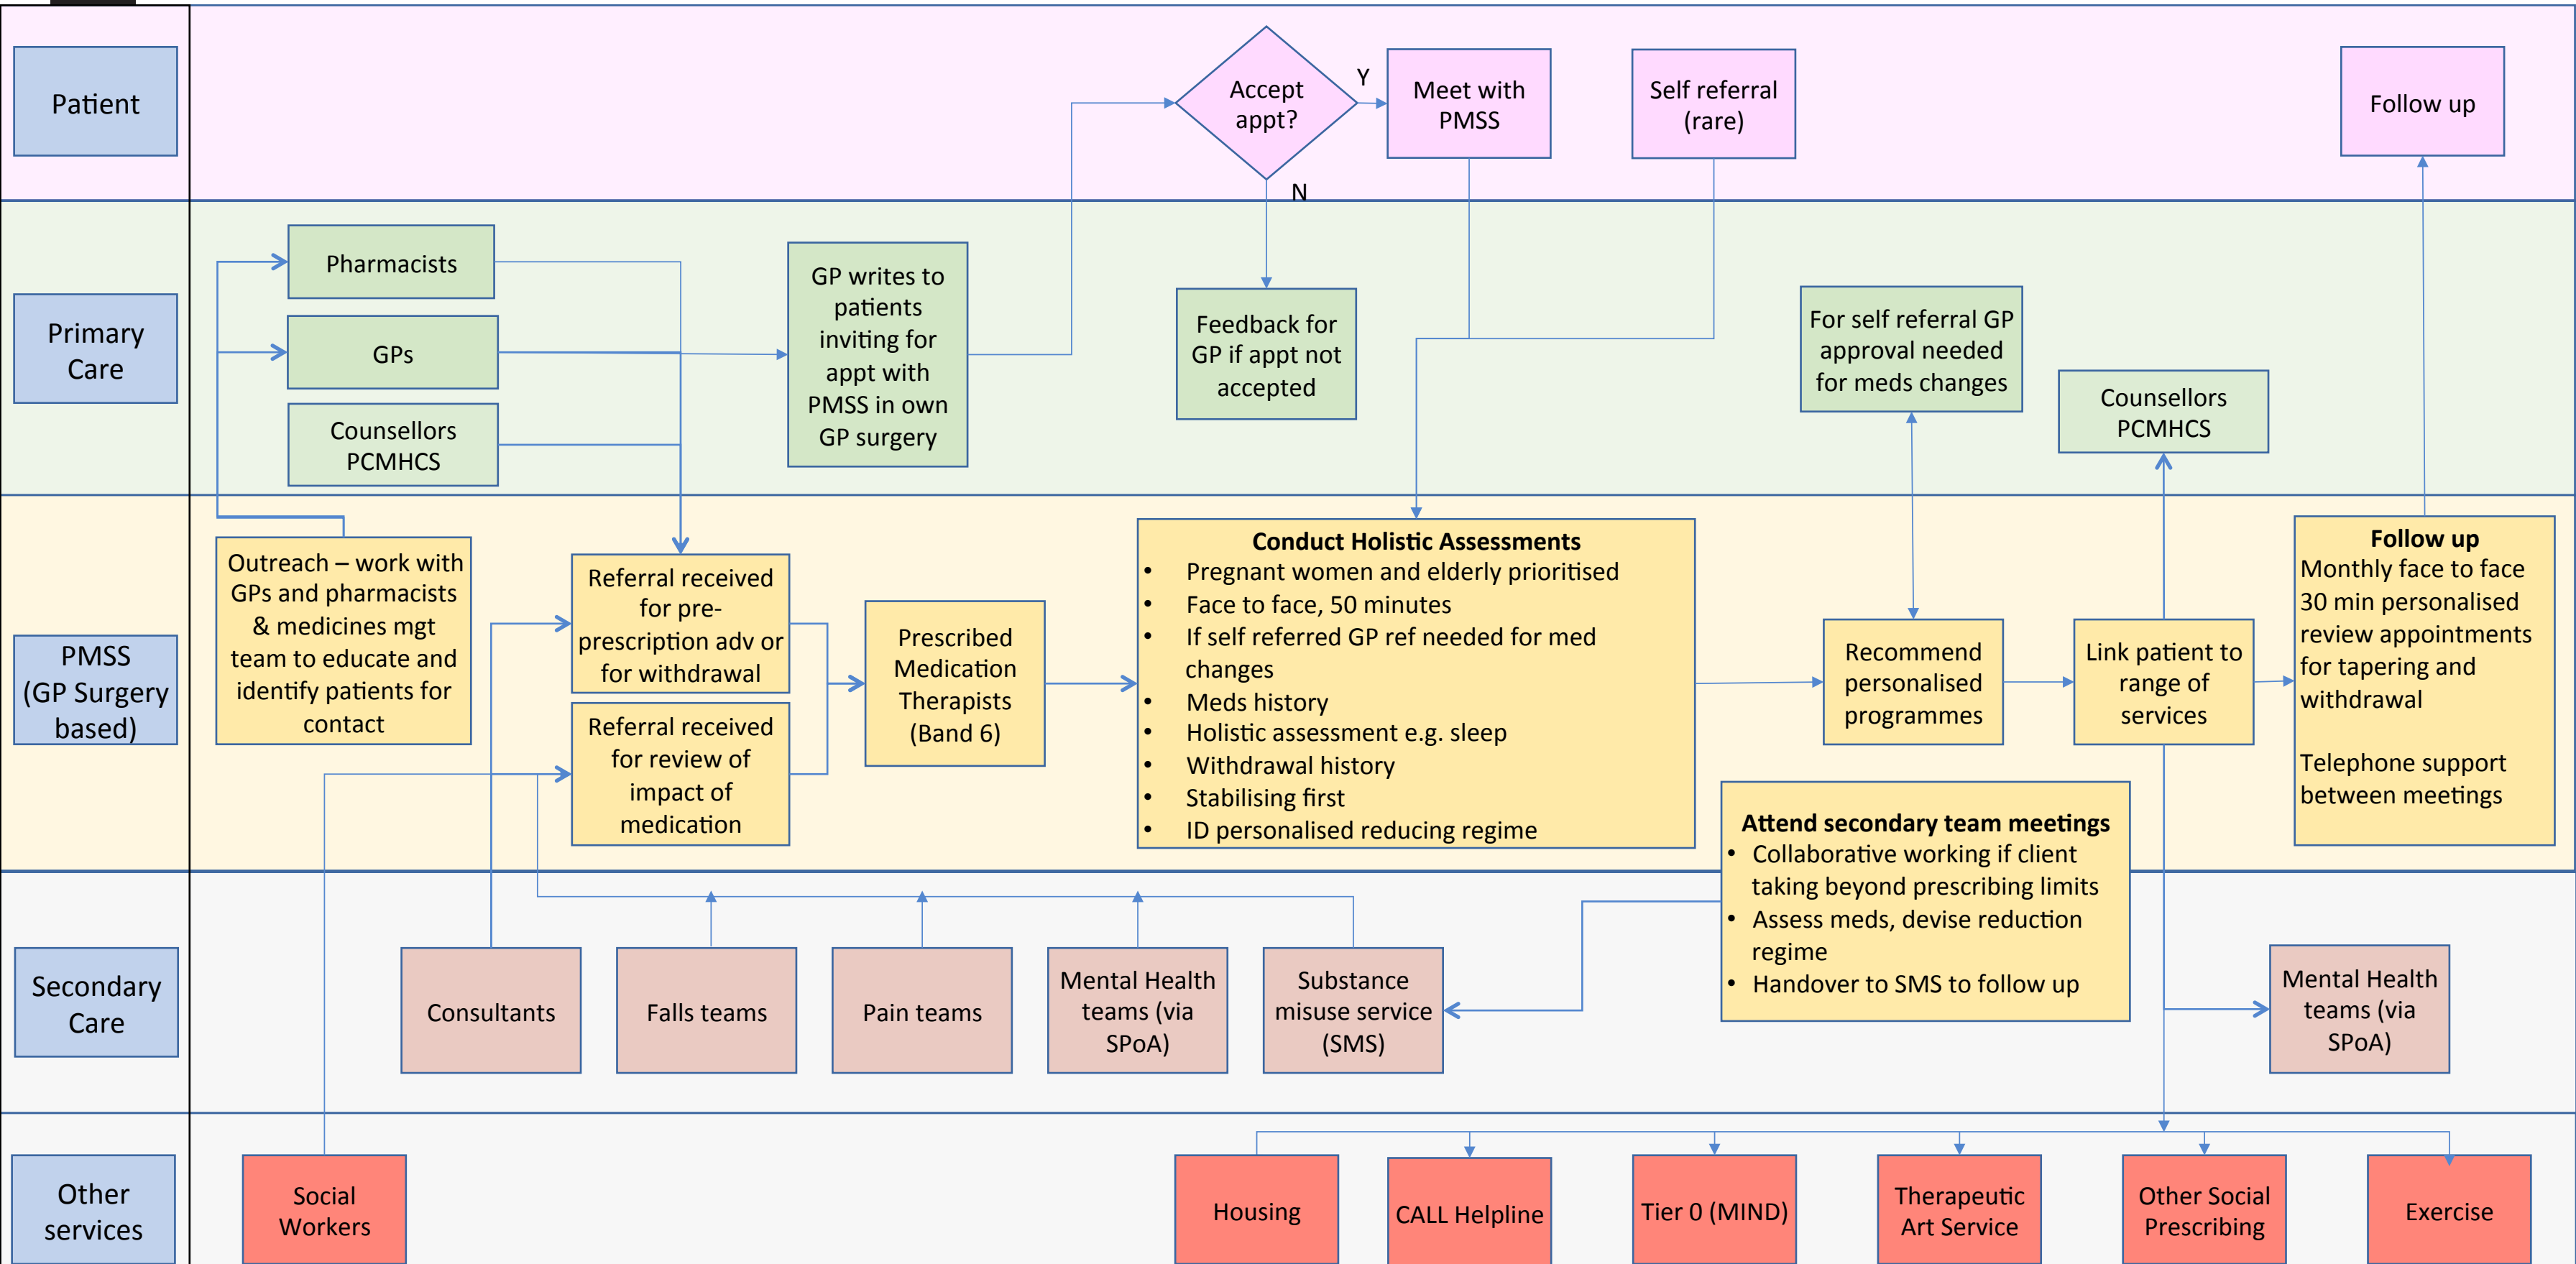 Patient
Accept
appt?
Y
N
Meet with
PMSS
Self referral
(rare)
Follow up
Primary
Care
Pharmacists
GPs
Counsellors
PCMHCS
GP writes to
patients
inviting for
appt with
PMSS in own
GP surgery
Feedback for
GP if appt not
accepted
For self referral GP
approval needed
for meds changes
Counsellors
PCMHCS
PMSS
(GP Surgery
based)
Outreach – work with
GPs and pharmacists
& medicines mgt
team to educate and
identify patients for
contact
Referral received
for pre-
prescription adv or
for withdrawal
Referral received
for review of
impact of
medication
Prescribed
Medication
Therapists
(Band 6)
Conduct Holistic Assessments
• Pregnant women and elderly prioritised
• Face to face, 50 minutes
• If self referred GP ref needed for med
changes
• Meds history
• Holistic assessment e.g. sleep
• Withdrawal history
• Stabilising first
• ID personalised reducing regime
Recommend
personalised
programmes
Link patient to
range of
services
Follow up
Monthly face to face
30 min personalised
review appointments
for tapering and
withdrawal
Telephone support
between meetings
Attend secondary team meetings
• Collaborative working if client
taking beyond prescribing limits
• Assess meds, devise reduction
regime
• Handover to SMS to follow up
Secondary
Care
Consultants
Falls teams
Pain teams
Mental Health
teams (via
SPoA)
Substance
misuse service
(SMS)
Mental Health
teams (via
SPoA)
Other
services
Social
Workers
Housing
CALL Helpline
Tier 0 (MIND)
Therapeutic
Art Service
Other Social
Prescribing
Exercise